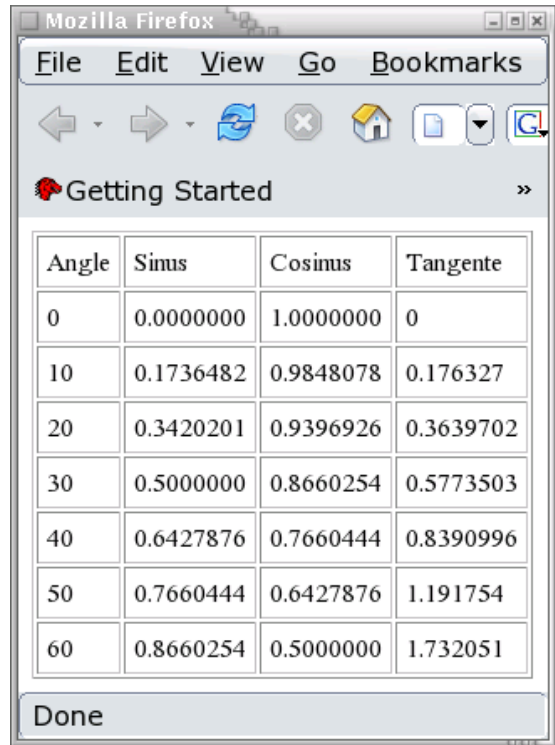 Mozilla Firefox
File Edit View Go Bookmarks
G
Getting Started »
Angle Sinus Cosinus Tangente
0 0.0000000 1.0000000 0
10 0.1736482 0.9848078 0.176327
20 0.3420201 0.9396926 0.3639702
30 0.5000000 0.8660254 0.5773503
40 0.6427876 0.7660444 0.8390996
50 0.7660444 0.6427876 1.191754
60 0.8660254 0.5000000 1.732051
Done